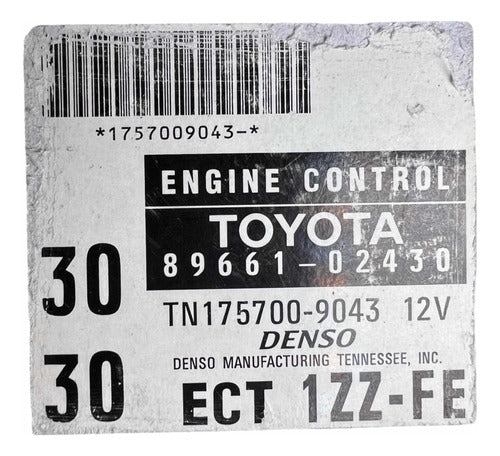 *1757009043-*
ENGINE CONTROL
TOYOTA
89661-02430
30
TN175700-9043 12V
DENSO
DENSO MANUFACTURING TENNESSEE, INC.
30
ECT 1ZZ-FE